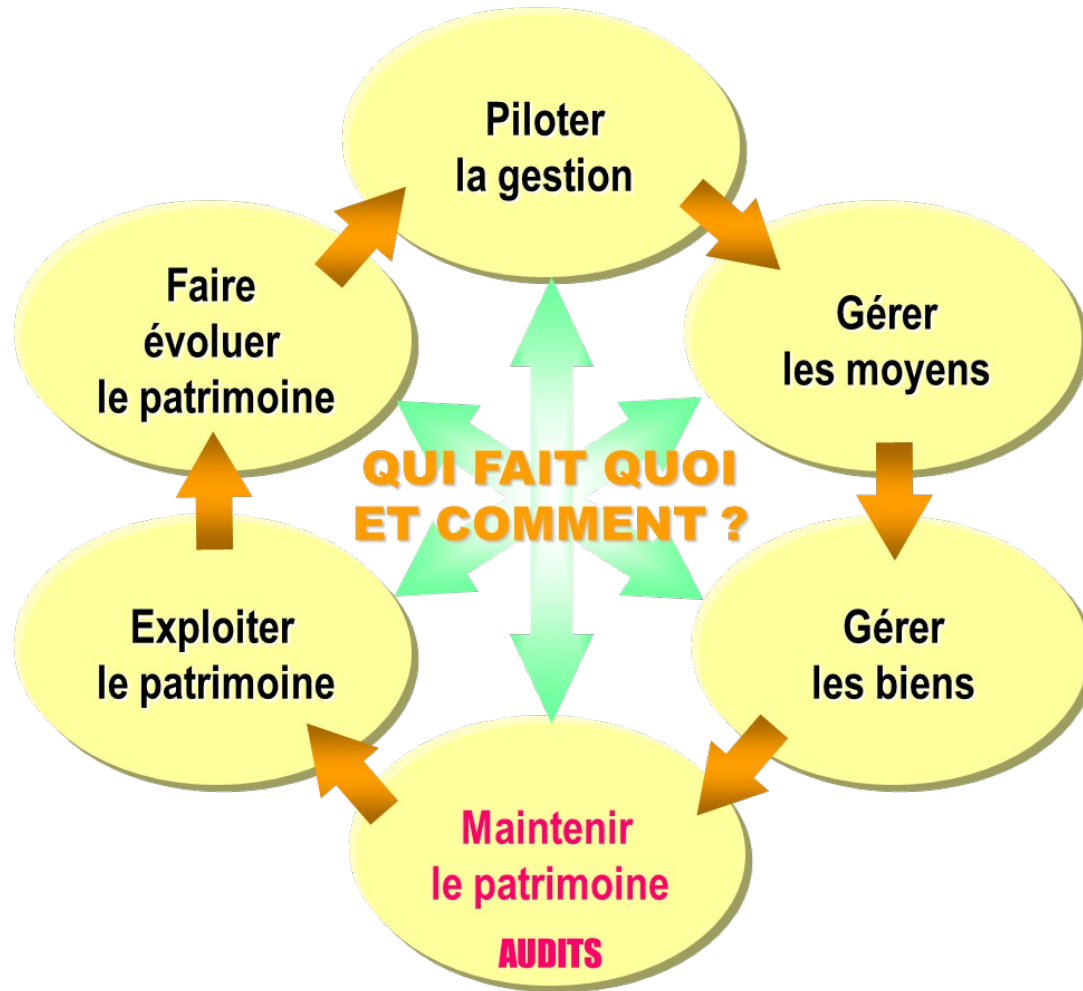 Piloter
la gestion
Faire
évoluer
le patrimoine
Gérer
les moyens
QUI FAIT QUOI
ET COMMENT ?
Exploiter
le patrimoine
Gérer
les biens
Maintenir
le patrimoine
AUDITS